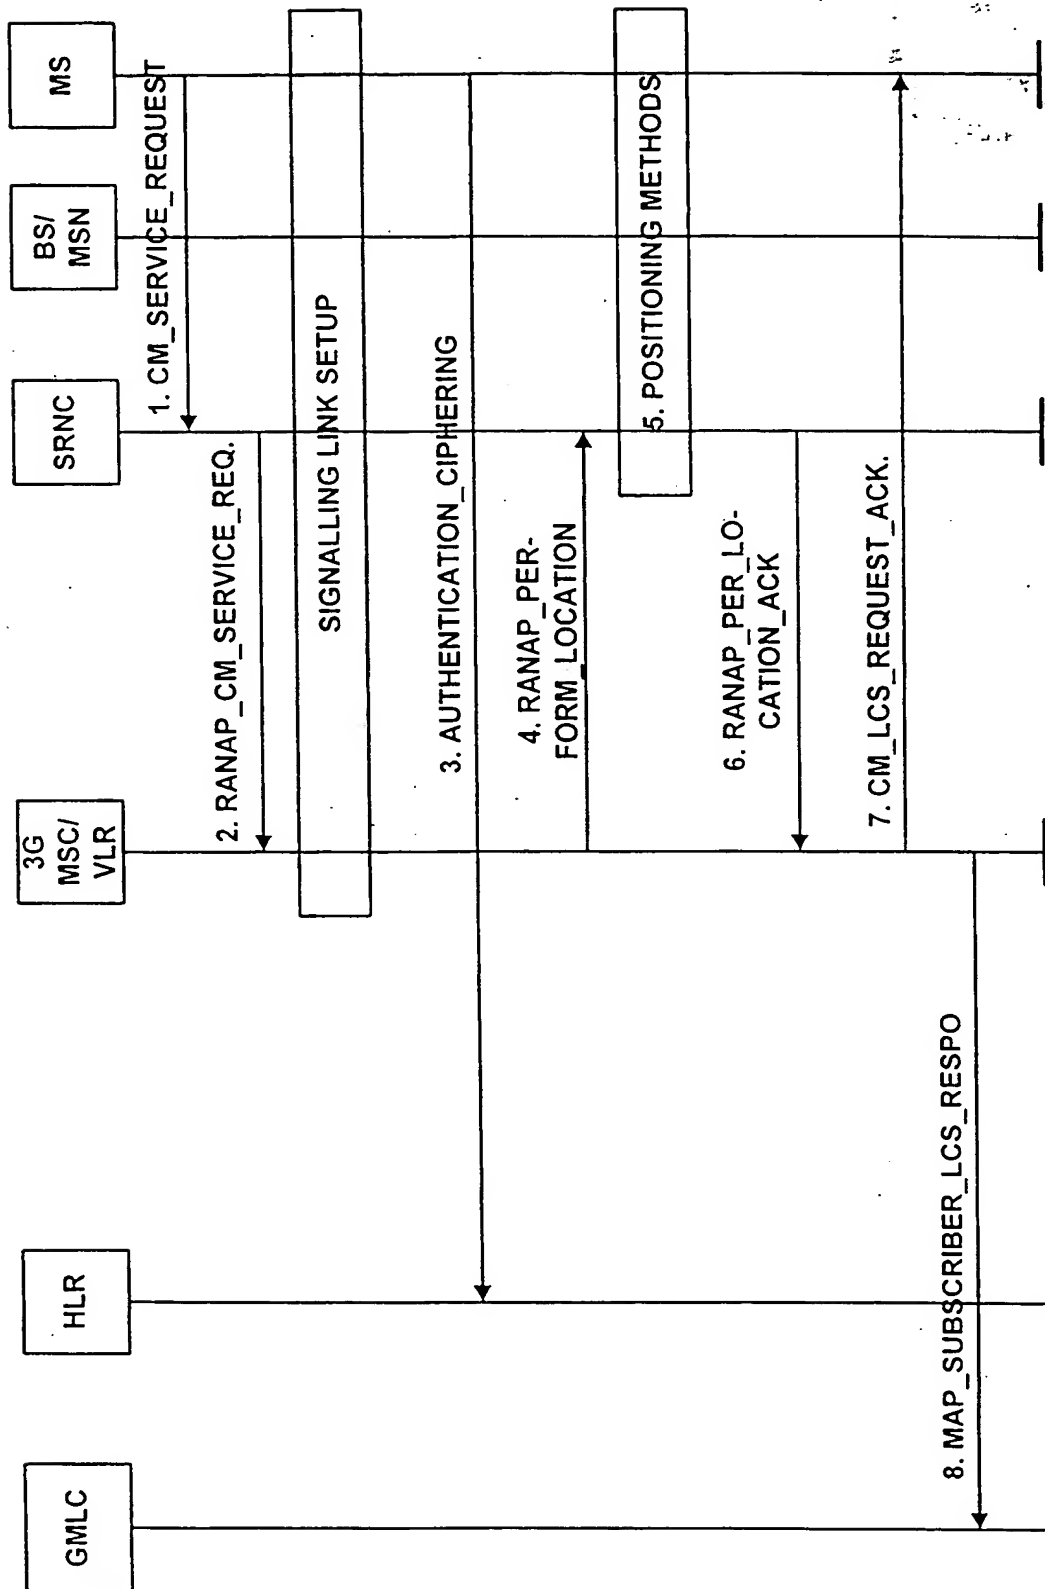 GMLC
HLR
3G
MSC/
VLR
SRNC
BS/
MSN
MS
1. CM_SERVICE_REQUEST
2. RANAP_CM_SERVICE_REQ.
SIGNALLING LINK SETUP
3. AUTHENTICATION_CIPHERING
4. RANAP_PER-
FORM_LOCATION
5. POSITIONING METHODS
6. RANAP_PER_LO-
CATION_ACK
7. CM_LCS_REQUEST_ACK.
8. MAP_SUBSCRIBER_LCS_RESPO